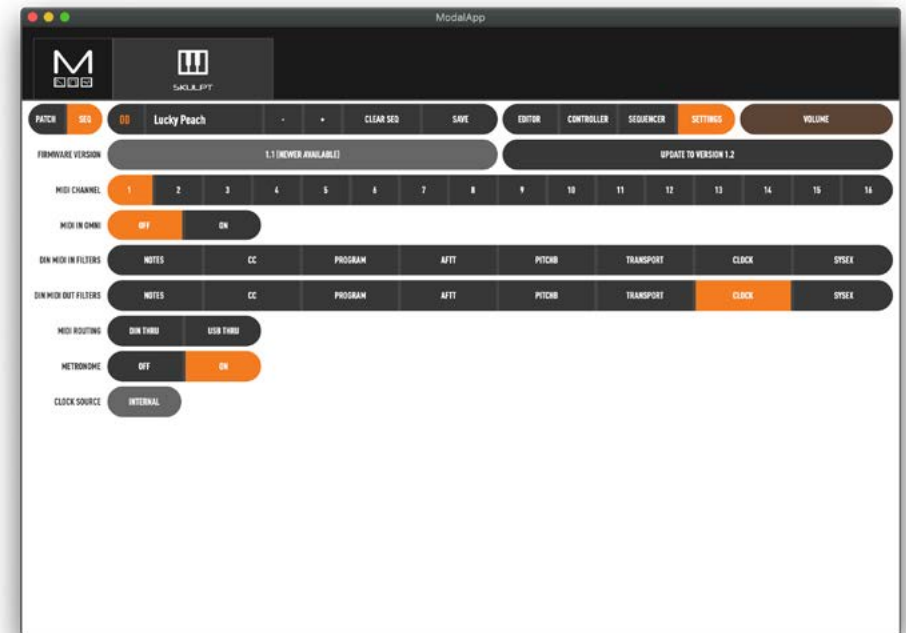 ModalApp
SKULPT
PATCH SEQ 00 Lucky Peach - + CLEAR SEQ SAVE EDITOR CONTROLLER SEQUENCER SETTINGS VOLUME
FIRMWARE VERSION 1.1 (NEWER AVAILABLE) UPDATE TO VERSION 1.2
MIDI CHANNEL 1 2 3 4 5 6 7 8 9 10 11 12 13 14 15 16
MIDI IN OMNI OFF ON
DIN MIDI IN FILTERS NOTES CC PROGRAM AFTT PITCHB TRANSPORT CLOCK SYSEX
DIN MIDI OUT FILTERS NOTES CC PROGRAM AFTT PITCHB TRANSPORT CLOCK SYSEX
MIDI ROUTING DIN THRU USB THRU
METRONOME OFF ON
CLOCK SOURCE INTERNAL